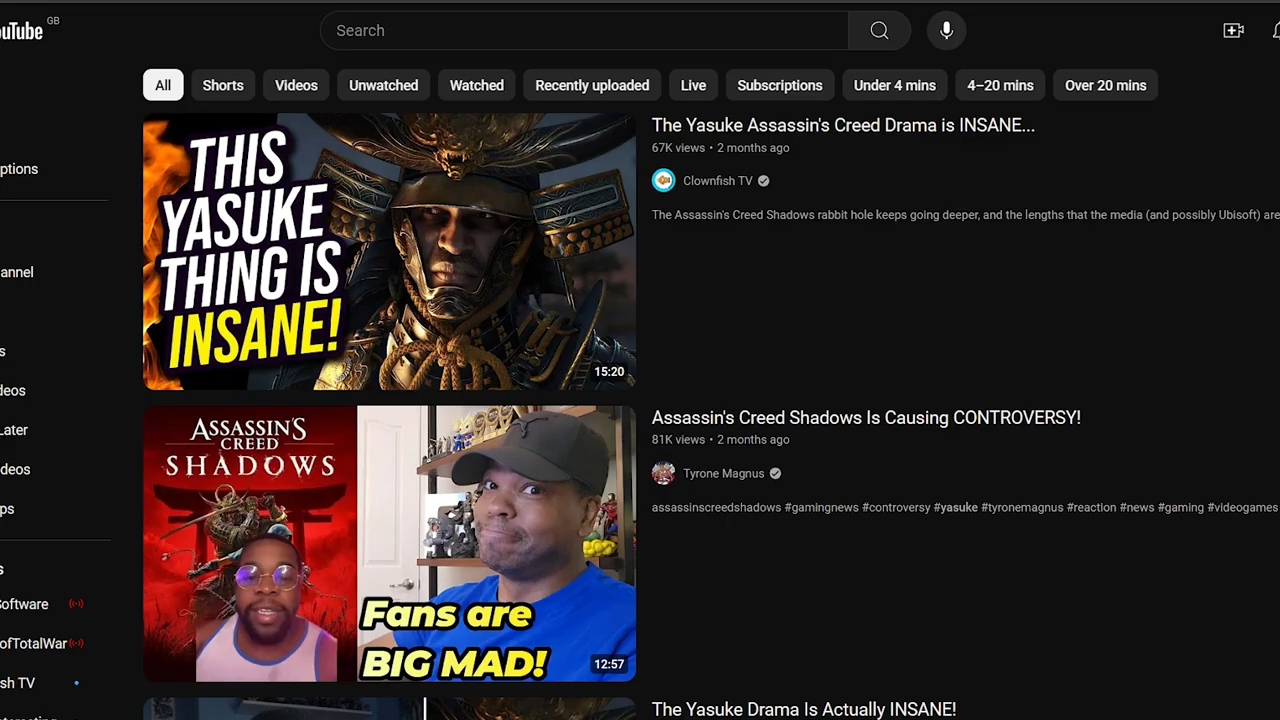 ouTube GB
Search
All
Shorts
Videos
Unwatched
Watched
Recently uploaded
Live
Subscriptions
Under 4 mins
4–20 mins
Over 20 mins
ptions
annel
s
deos
Later
deos
ps
s
Software
ofTotalWar
sh TV
THIS
YASUKE
THING IS
INSANE!
15:20
The Yasuke Assassin's Creed Drama is INSANE...
67K views • 2 months ago
Clownfish TV
The Assassin's Creed Shadows rabbit hole keeps going deeper, and the lengths that the media (and possibly Ubisoft) are
ASSASSIN'S
CREED
SHADOWS
Fans are
BIG MAD!
12:57
Assassin's Creed Shadows Is Causing CONTROVERSY!
81K views • 2 months ago
Tyrone Magnus
assassinscreedshadows #gamingnews #controversy #yasuke #tyronemagnus #reaction #news #gaming #videogames
The Yasuke Drama Is Actually INSANE!